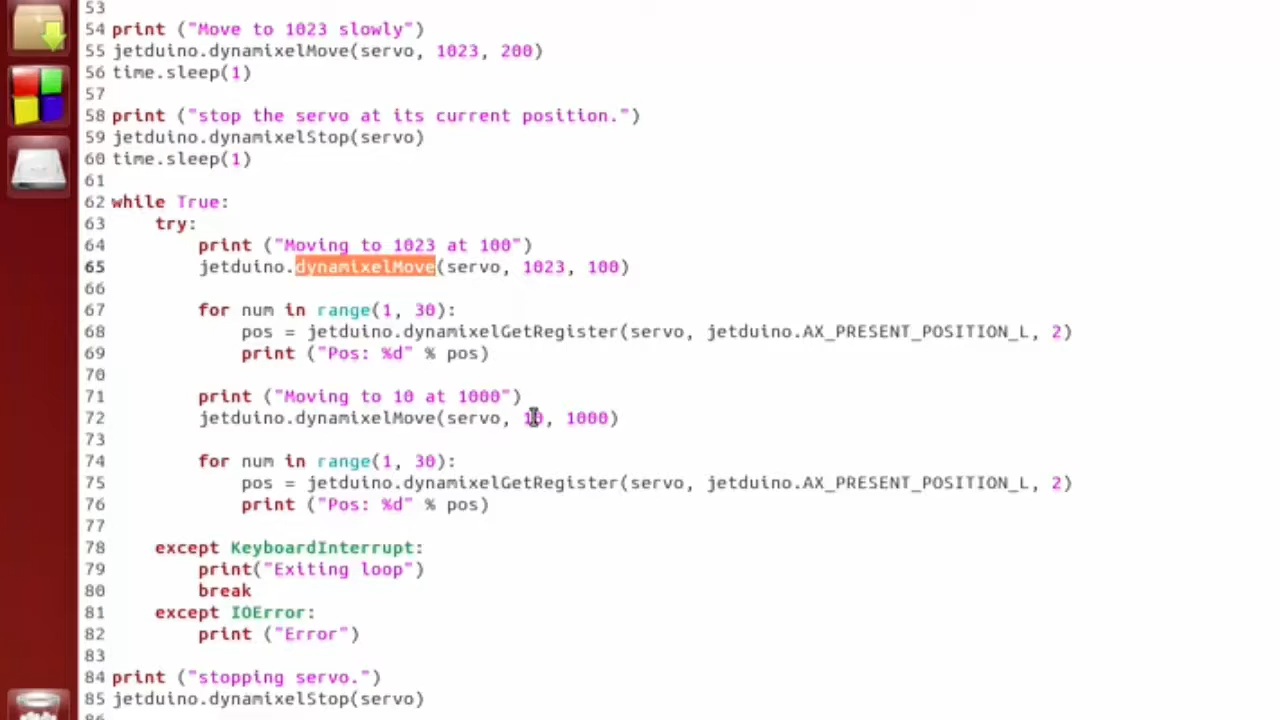 53
54 print ("Move to 1023 slowly")
55 jetduino.dynamixelMove(servo, 1023, 200)
56 time.sleep(1)
57
58 print ("stop the servo at its current position.")
59 jetduino.dynamixelStop(servo)
60 time.sleep(1)
61
62 while True:
63     try:
64         print ("Moving to 1023 at 100")
65         jetduino.dynamixelMove(servo, 1023, 100)
66
67         for num in range(1, 30):
68             pos = jetduino.dynamixelGetRegister(servo, jetduino.AX_PRESENT_POSITION_L, 2)
69             print ("Pos: %d" % pos)
70
71         print ("Moving to 10 at 1000")
72         jetduino.dynamixelMove(servo, 10, 1000)
73
74         for num in range(1, 30):
75             pos = jetduino.dynamixelGetRegister(servo, jetduino.AX_PRESENT_POSITION_L, 2)
76             print ("Pos: %d" % pos)
77
78     except KeyboardInterrupt:
79         print("Exiting loop")
80         break
81     except IOError:
82         print ("Error")
83
84 print ("stopping servo.")
85 jetduino.dynamixelStop(servo)
86